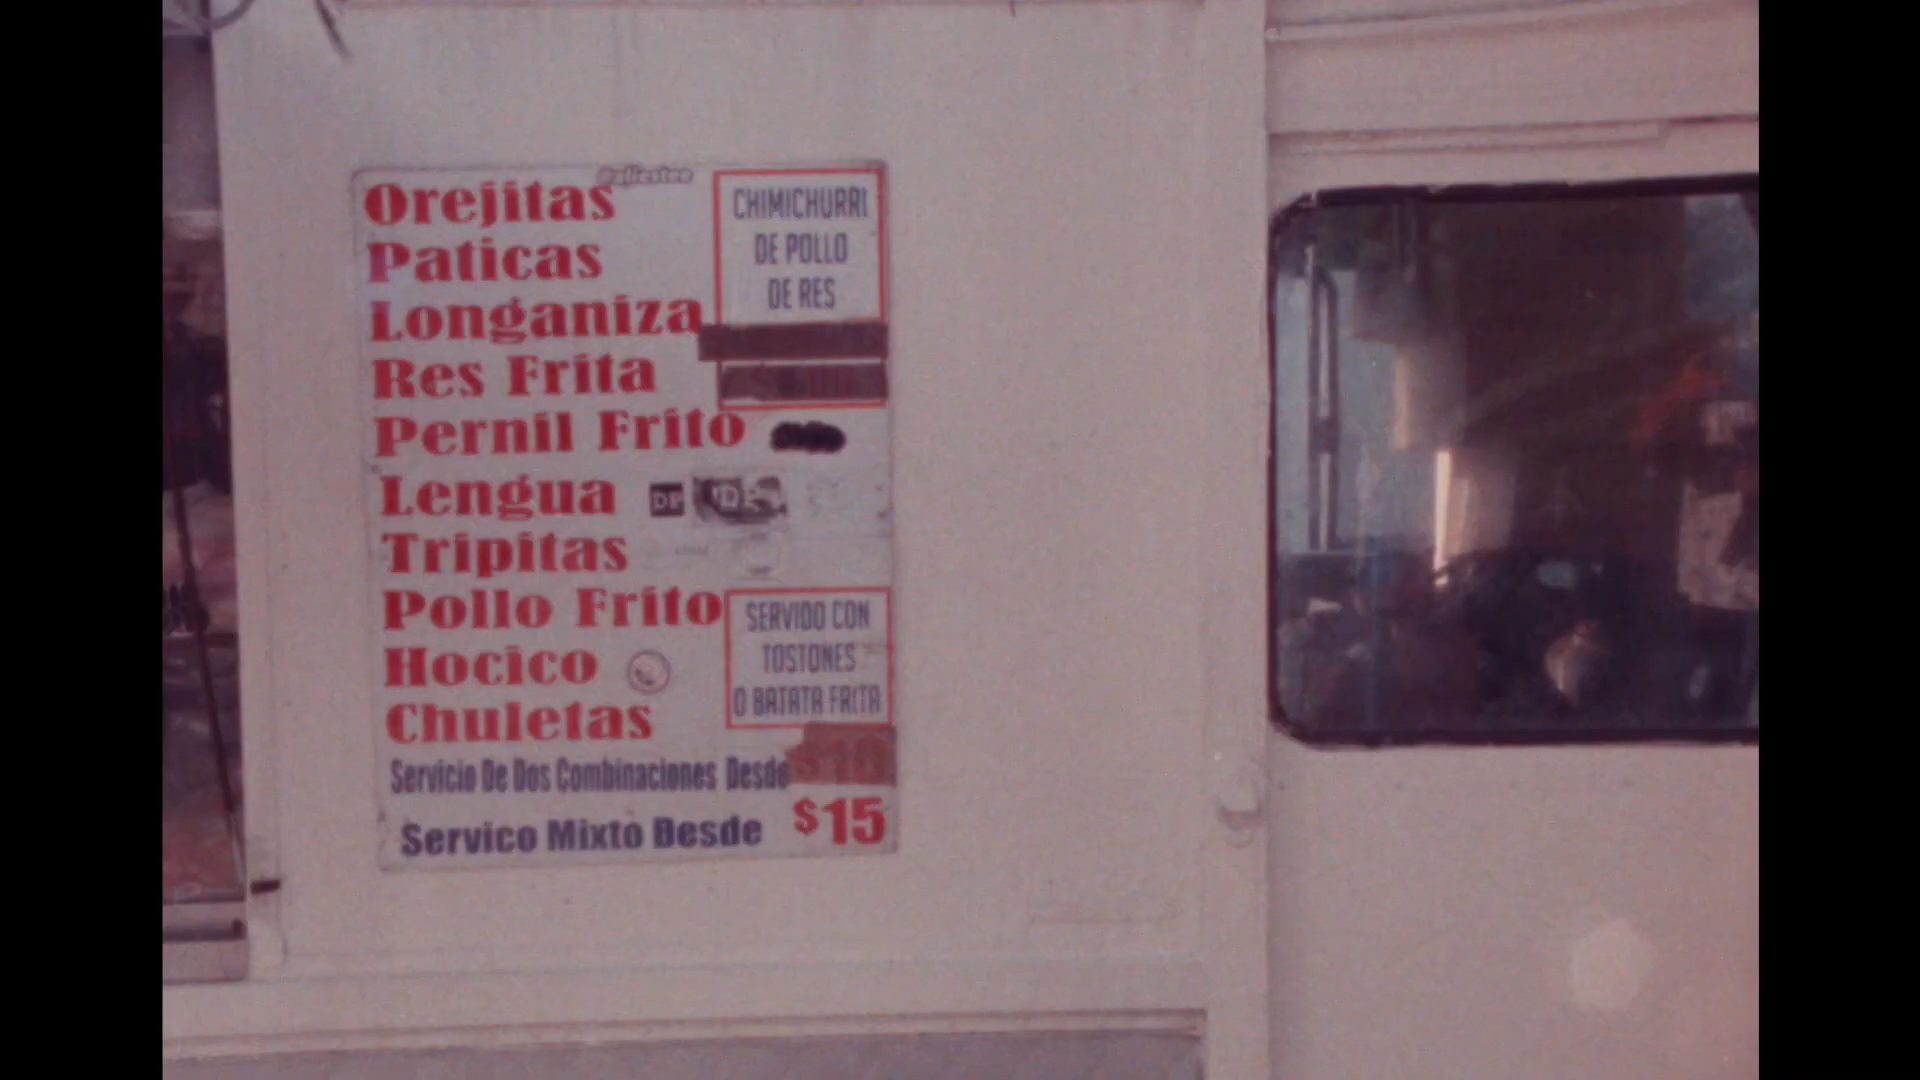 Orejitas
Paticas
Longaniza
Res Frita
Pernil Frito
Lengua
Tripitas
Pollo Frito
Hocico
Chuletas
CHIMICHURRI
DE POLLO
DE RES
SERVIDO CON
TOSTONES
O BATATA FRITA
Servicio De Dos Combinaciones Desde
Servico Mixto Desde $15